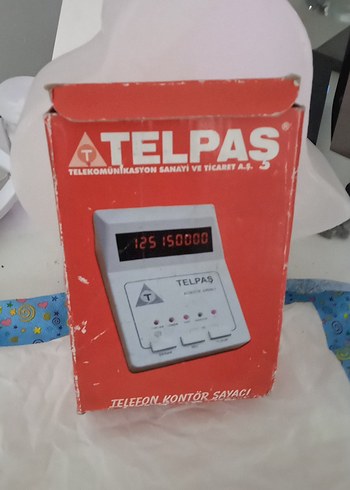 TELPAŞ®
TELEKOMÜNİKASYON SANAYİ VE TİCARET A.Ş.
125 150000
TELPAŞ
T
TELEFON KONTÖR SAYACI